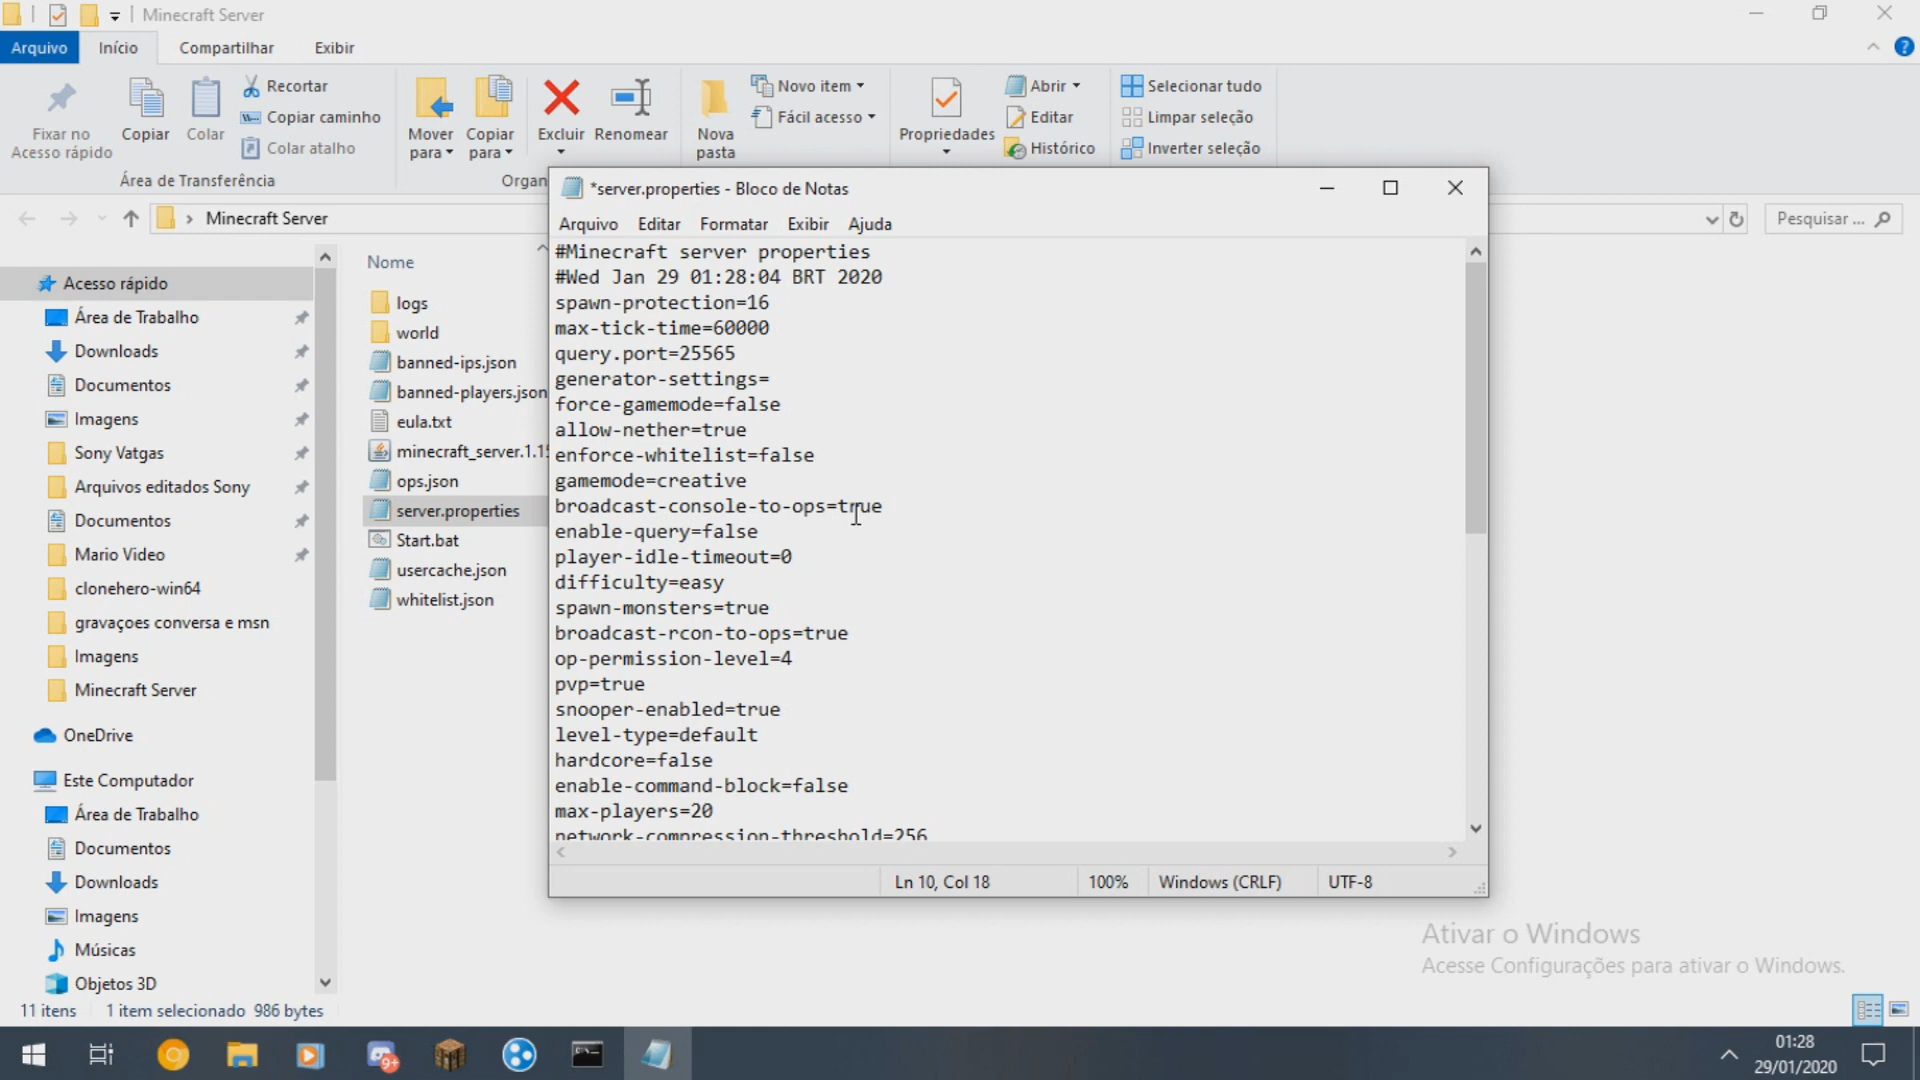 Minecraft Server
Arquivo Início Compartilhar Exibir
Fixar no
Acesso rápido
Copiar
Colar
Recortar
Copiar caminho
Colar atalho
Área de Transferência
Mover
para
Copiar
para
Excluir
Renomear
Organ
Nova
pasta
Novo item
Fácil acesso
Propriedades
Abrir
Editar
Histórico
Selecionar tudo
Limpar seleção
Inverter seleção
Minecraft Server
Pesquisar ...
Acesso rápido
Área de Trabalho
Downloads
Documentos
Imagens
Sony Vatgas
Arquivos editados Sony
Documentos
Mario Video
clonehero-win64
gravaçoes conversa e msn
Imagens
Minecraft Server
OneDrive
Este Computador
Área de Trabalho
Documentos
Downloads
Imagens
Músicas
Objetos 3D
Nome
logs
world
banned-ips.json
banned-players.json
eula.txt
minecraft_server.1.15
ops.json
server.properties
Start.bat
usercache.json
whitelist.json
*server.properties - Bloco de Notas
Arquivo Editar Formatar Exibir Ajuda
#Minecraft server properties
#Wed Jan 29 01:28:04 BRT 2020
spawn-protection=16
max-tick-time=60000
query.port=25565
generator-settings=
force-gamemode=false
allow-nether=true
enforce-whitelist=false
gamemode=creative
broadcast-console-to-ops=true
enable-query=false
player-idle-timeout=0
difficulty=easy
spawn-monsters=true
broadcast-rcon-to-ops=true
op-permission-level=4
pvp=true
snooper-enabled=true
level-type=default
hardcore=false
enable-command-block=false
max-players=20
network-compression-threshold=256
Ln 10, Col 18 100% Windows (CRLF) UTF-8
Ativar o Windows
Acesse Configurações para ativar o Windows.
11 itens 1 item selecionado 986 bytes
9+
01:28
29/01/2020